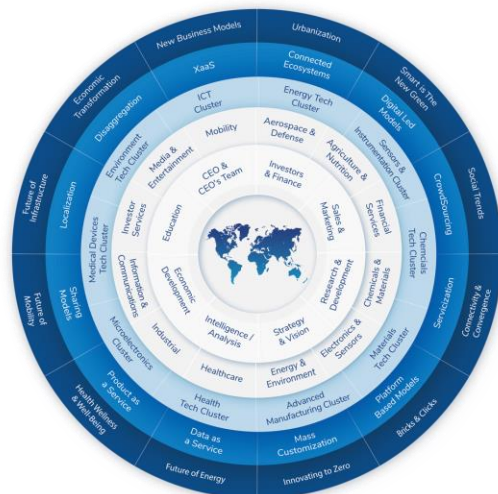 New Business Models
Urbanization
Smart is The
New Green
Social Trends
Connectivity &
Convergence
Bricks & Clicks
Innovating to Zero
Future of Energy
Health Wellness
& Well-Being
Future of
Mobility
Future of
Infrastructure
Economic
Transformation
XaaS
Connected
Ecosystems
Digital Led
Models
CrowdSourcing
Servicization
Platform
Based Models
Mass
Customization
Data as
a Service
Product as
a Service
Sharing
Models
Localization
Disaggregation
ICT
Cluster
Energy Tech
Cluster
Sensors &
Instrumentation Cluster
Chemcials
Tech Cluster
Materials
Tech Cluster
Advanced
Manufacturing Cluster
Health
Tech Cluster
Microelectronics
Cluster
Medical Devices
Tech Cluster
Environment
Tech Cluster
Mobility
Aerospace &
Defense
Agriculture &
Nutrition
Financial
Services
Chemicals &
Materials
Electronics &
Sensors
Energy &
Environment
Healthcare
Industrial
Information &
Communications
Investor
Services
Media &
Entertainment
CEO &
CEO's Team
Investors
& Finance
Sales &
Marketing
Research &
Development
Strategy
& Vision
Intelligence /
Analysis
Economic
Development
Education